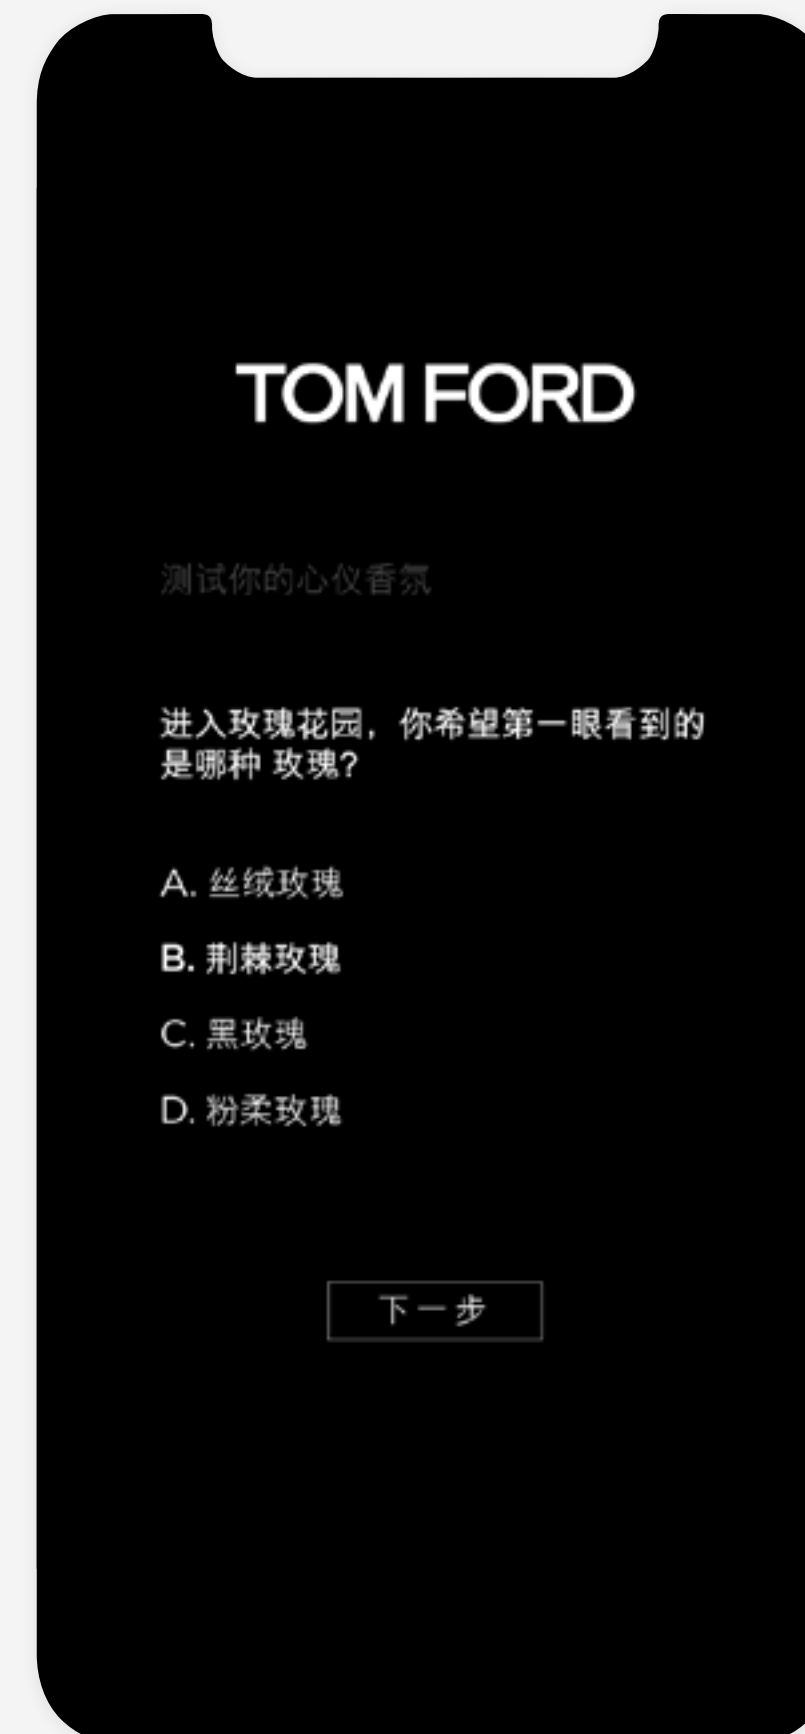 TOM FORD
测试你的心仪香氛
进入玫瑰花园，你希望第一眼看到的
是哪种 玫瑰?
A. 丝绒玫瑰
B. 荆棘玫瑰
C. 黑玫瑰
D. 粉柔玫瑰
下一步